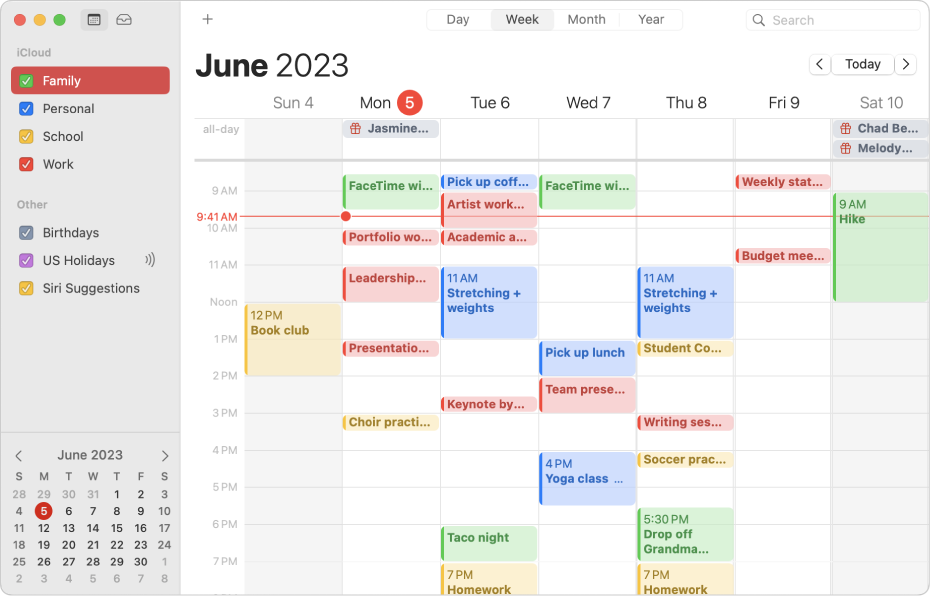 Day Week Month Year
Search
iCloud
Family
Personal
School
Work
Other
Birthdays
US Holidays
Siri Suggestions
June 2023
S M T W T F S
28 29 30 31 1 2 3
4 5 6 7 8 9 10
11 12 13 14 15 16 17
18 19 20 21 22 23 24
25 26 27 28 29 30 1
2 3 4 5 6 7 8
June 2023
Today
Sun 4 Mon 5 Tue 6 Wed 7 Thu 8 Fri 9 Sat 10
all-day
Jasmine...
Chad Be...
Melody...
9 AM
9:41 AM
10 AM
11 AM
Noon
1 PM
2 PM
3 PM
4 PM
5 PM
6 PM
7 PM
12 PM
Book club
FaceTime wi...
Portfolio wo...
Leadership...
Presentatio...
Choir practi...
Pick up coff...
Artist work...
Academic a...
11 AM
Stretching +
weights
Keynote by...
Taco night
7 PM
Homework
FaceTime wi...
Pick up lunch
Team prese...
4 PM
Yoga class ...
11 AM
Stretching +
weights
Student Co...
Writing ses...
Soccer prac...
5:30 PM
Drop off
Grandma...
7 PM
Homework
Weekly stat...
Budget mee...
9 AM
Hike